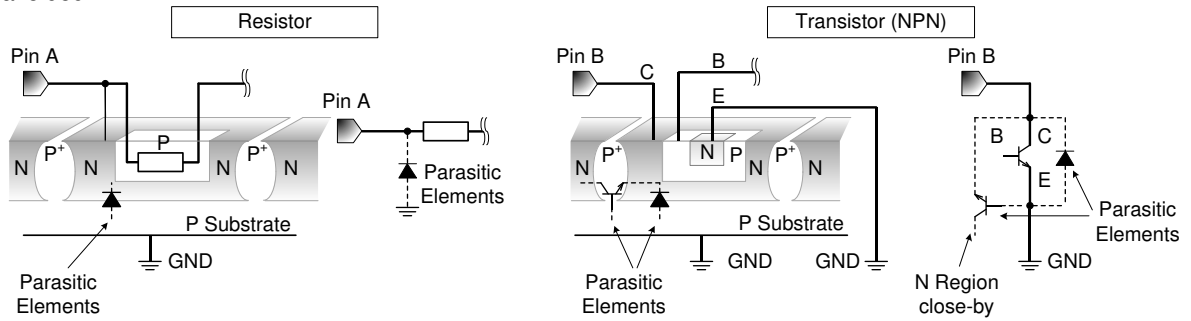 Resistor
Transistor (NPN)
Pin A
Pin A
P
N
P+
N
P+
N
N
Parasitic
Elements
P Substrate
GND
Parasitic
Elements
Pin B
C
B
E
N
P+
N
N
P
P+
N
N
P Substrate
GND
GND
Parasitic
Elements
Pin B
B
C
E
Parasitic
Elements
GND
N Region
close-by